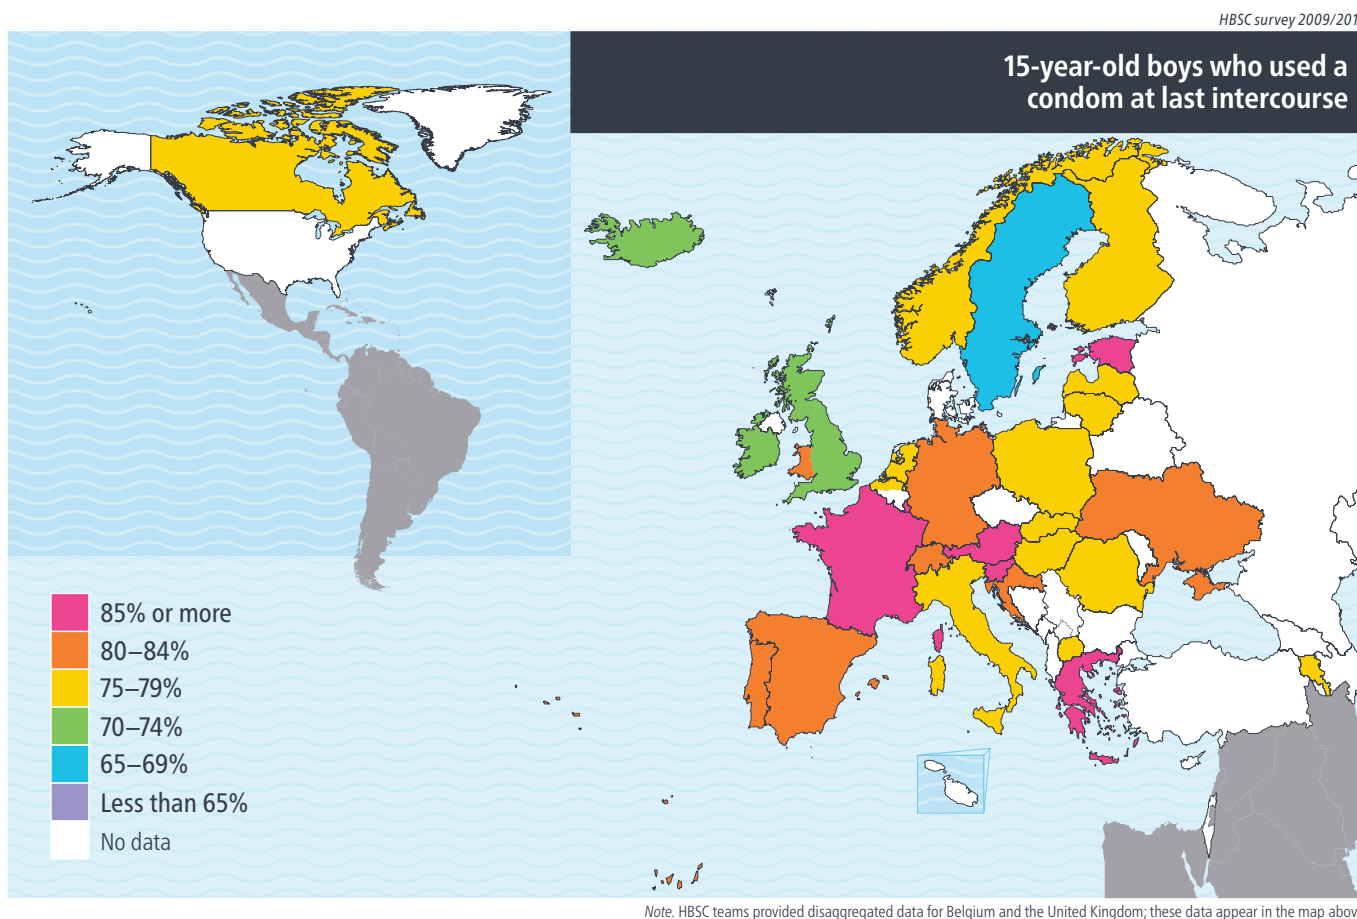 HBSC survey 2009/201
15-year-old boys who used a
condom at last intercourse
85% or more
80–84%
75–79%
70–74%
65–69%
Less than 65%
No data
Note. HBSC teams provided disaggregated data for Belgium and the United Kingdom; these data appear in the map abov